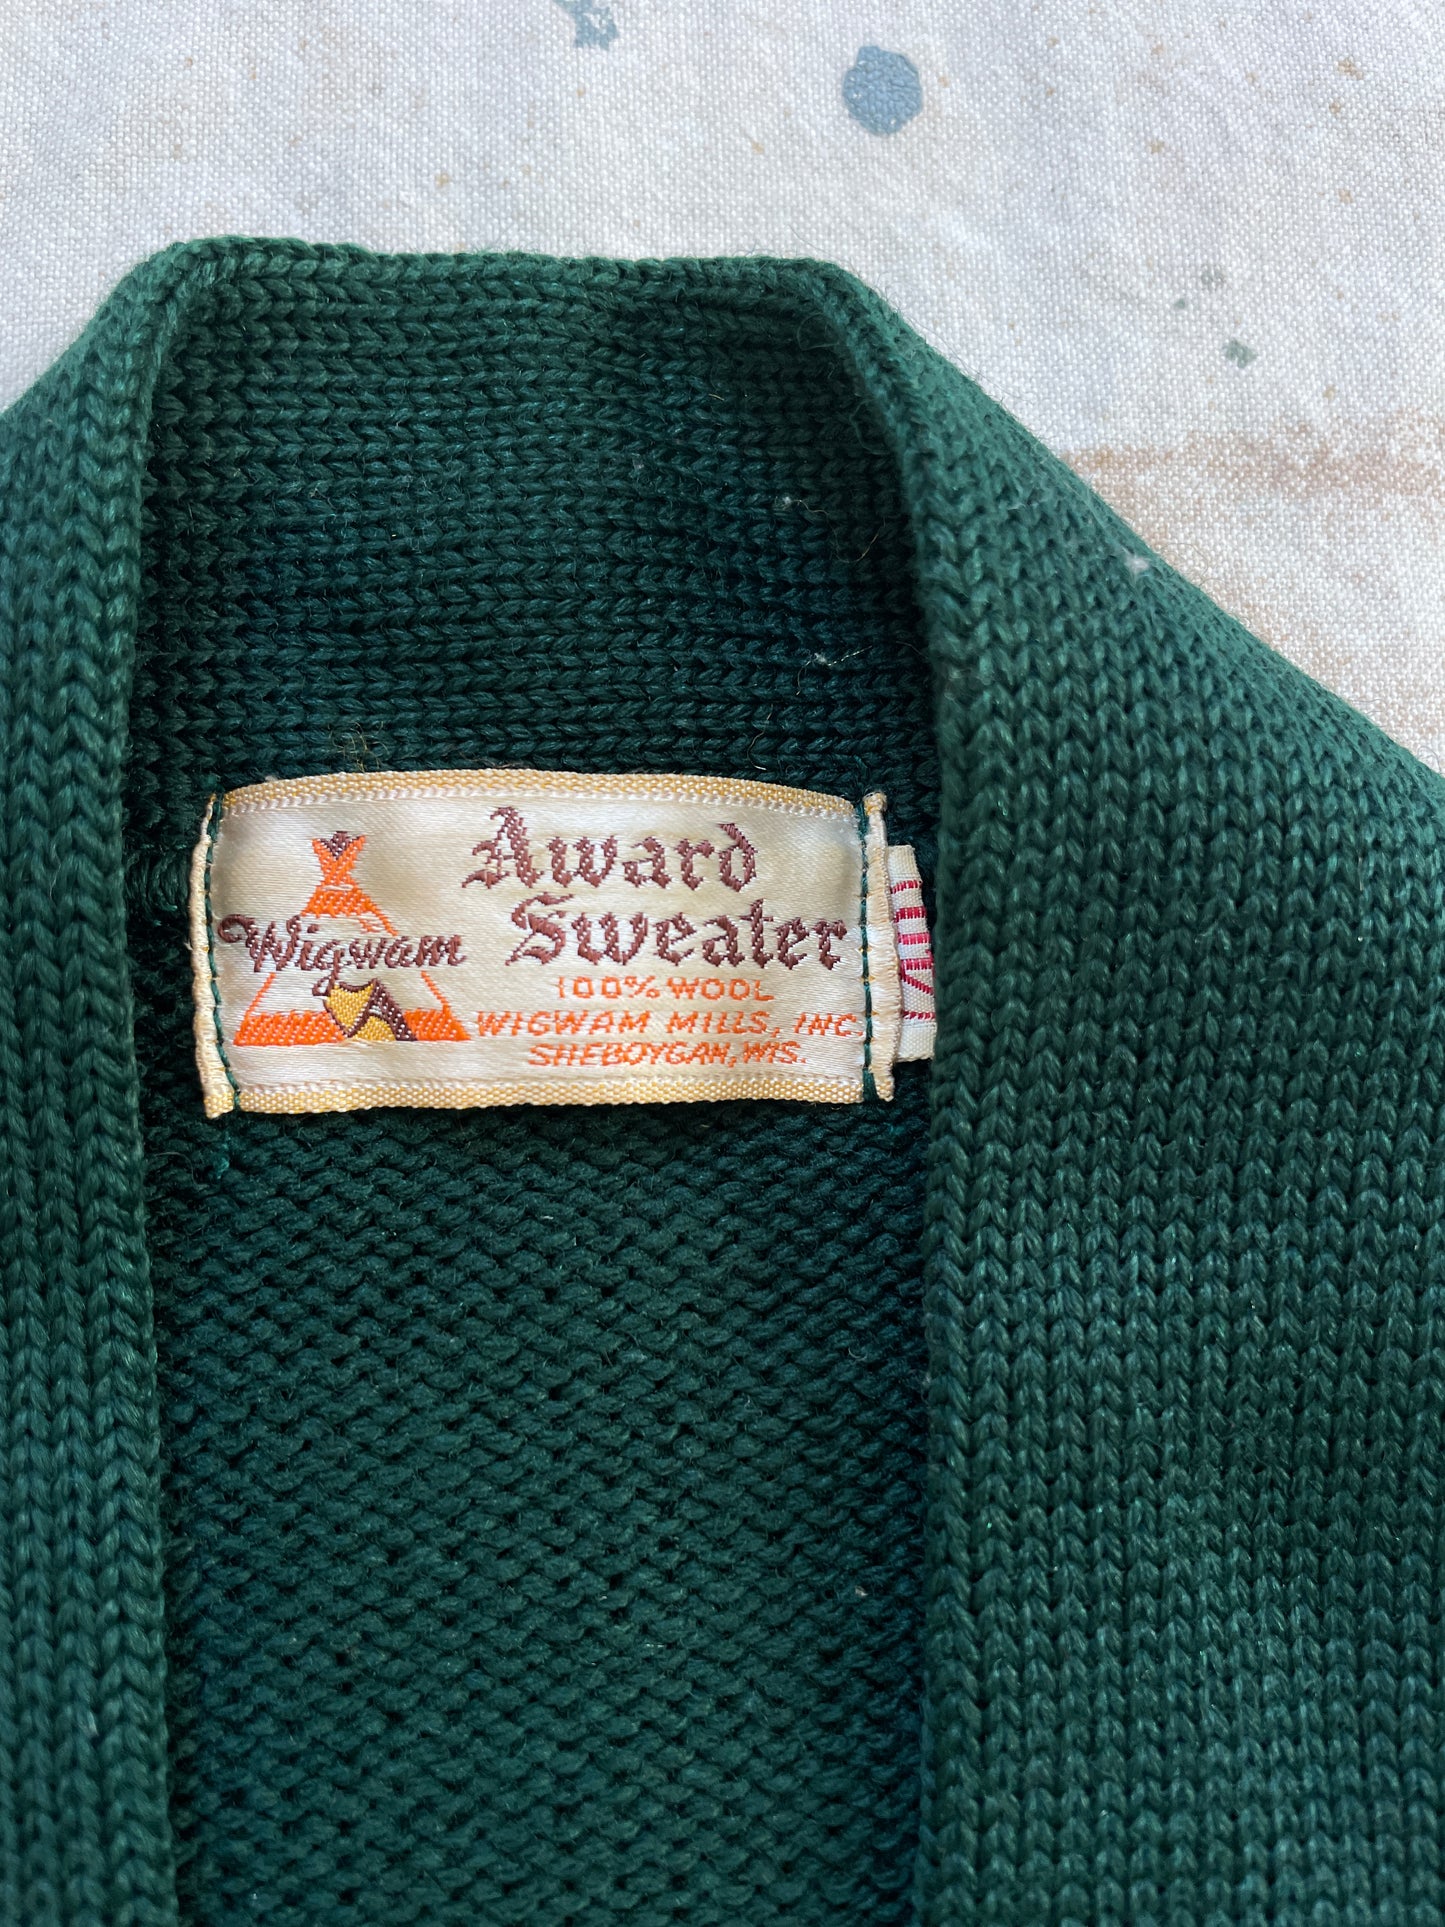 Award
Wigwam Sweater
100% WOOL
WIGWAM MILLS, INC.
SHEBOYGAN, WIS.